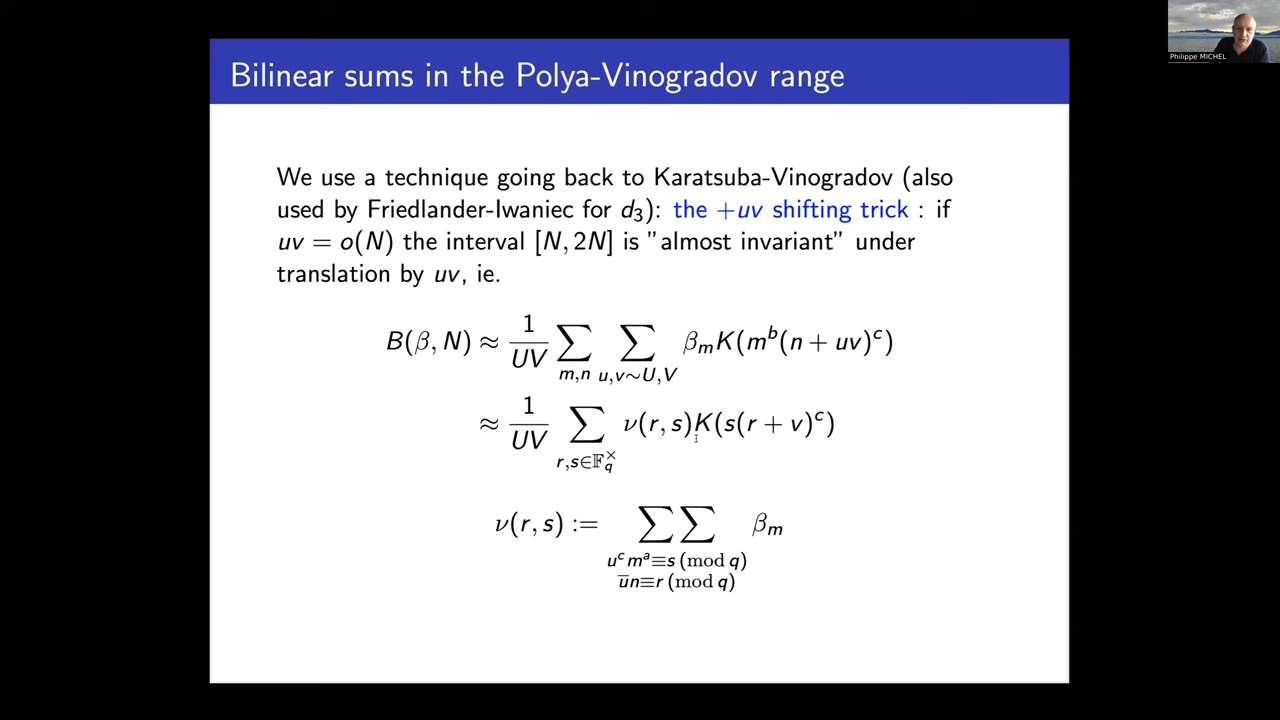 Bilinear sums in the Polya-Vinogradov range
Philippe MICHEL
We use a technique going back to Karatsuba-Vinogradov (also
used by Friedlander-Iwaniec for d₃): the +uv shifting trick : if
uv = o(N) the interval [N, 2N] is ”almost invariant” under
translation by uv, ie.
B(β, N) ≈ 1/UV ∑_{m,n} ∑_{u,v∼U,V} β_m K(m^b(n + uv)^c)
≈ 1/UV ∑_{r,s∈𝔽_q^×} ν(r, s)K(s(r + v)^c)
ν(r, s) := ∑∑_{u^c m^a≡s (mod q) u̅n≡r (mod q)} β_m